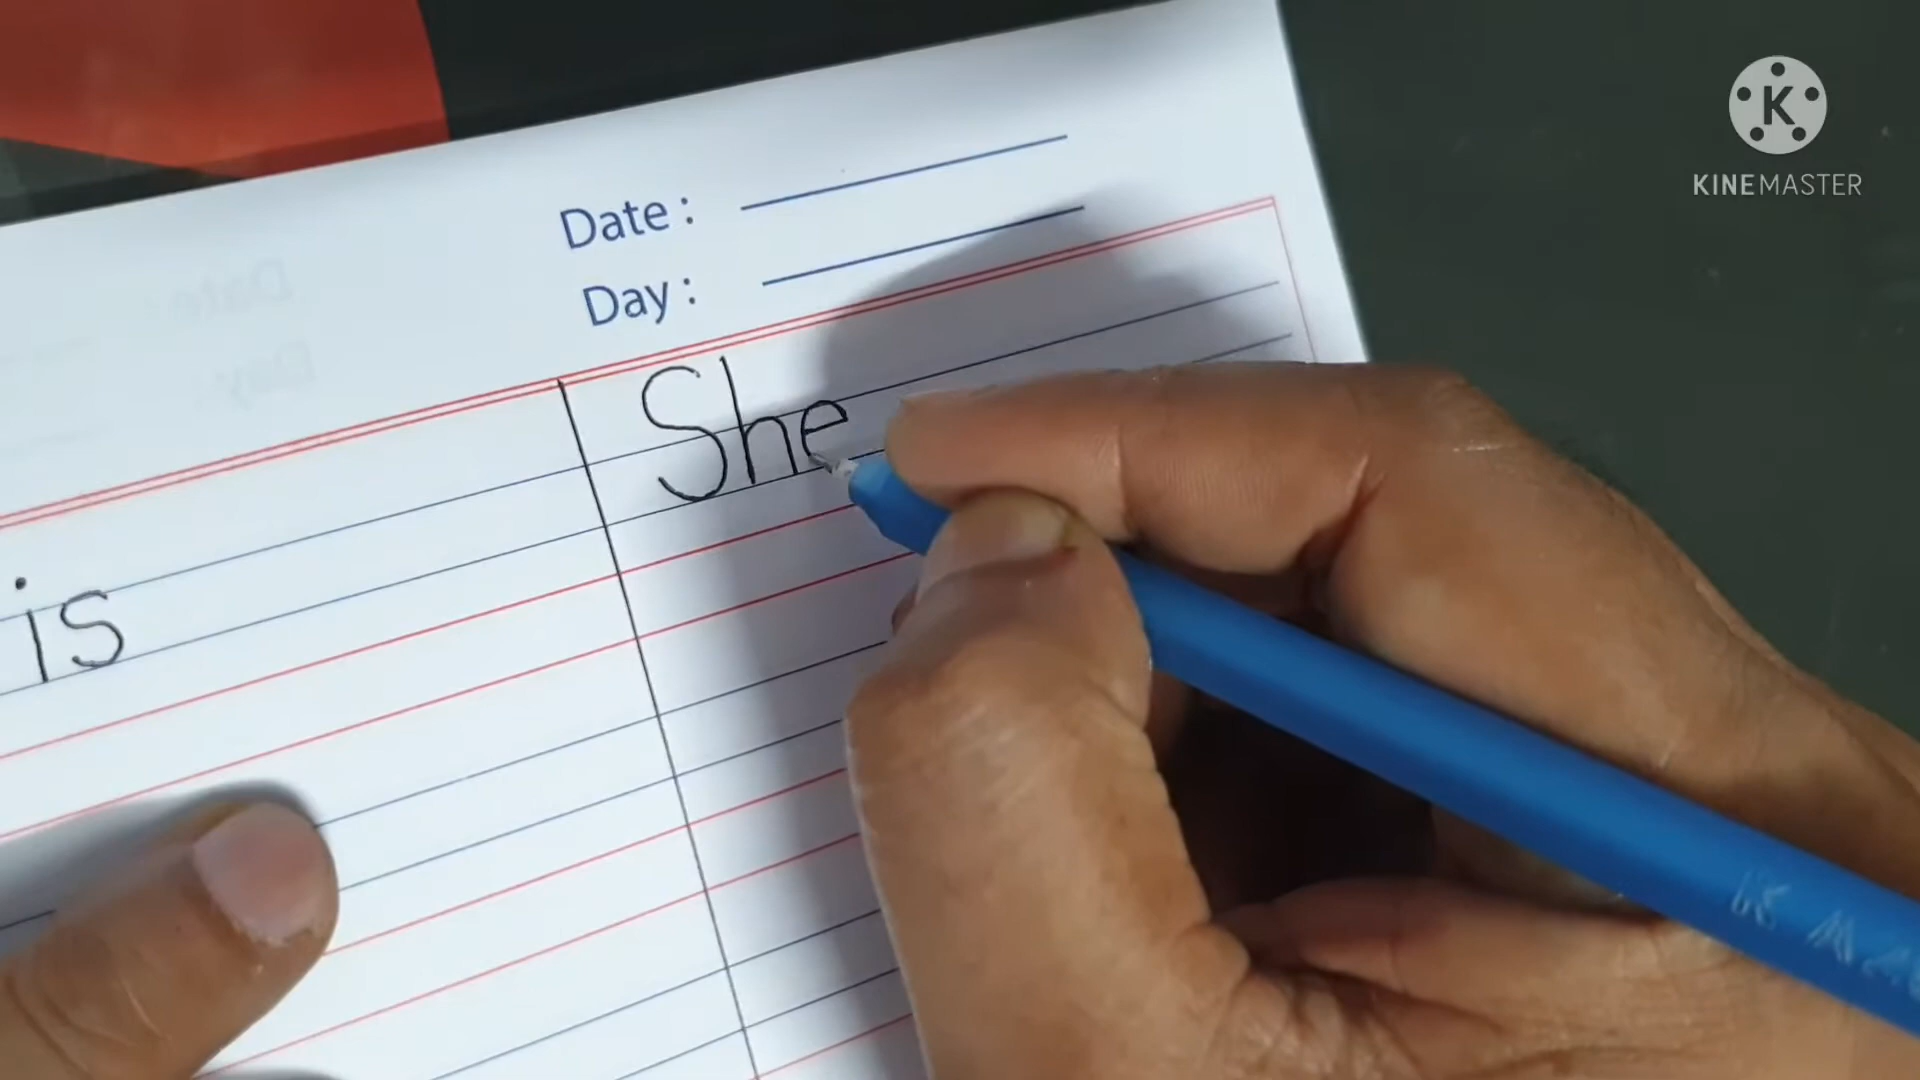 Date :
Day :
She
is
K
KINEMASTER